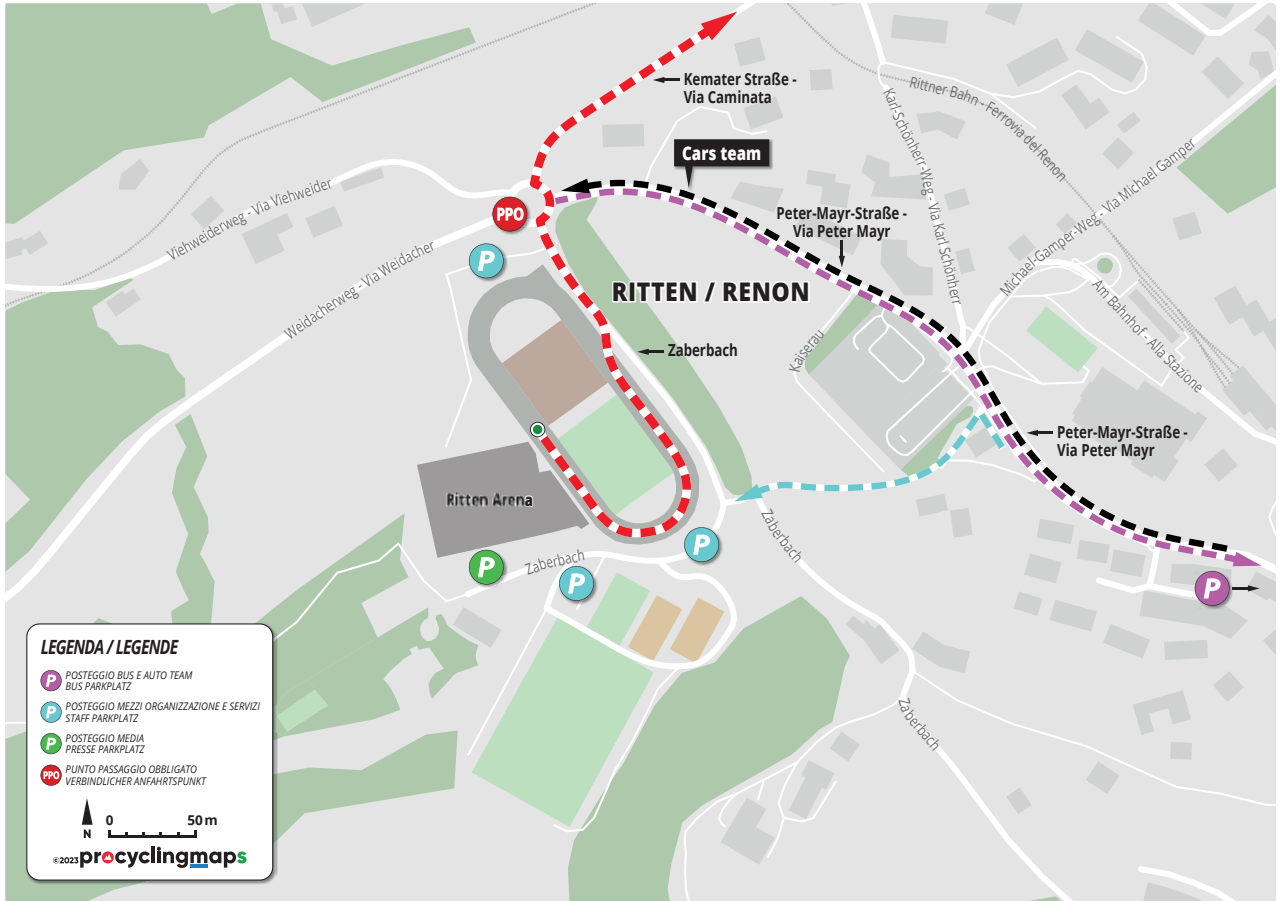 Kemater Straße -
Via Caminata
Rittner Bahn - Ferrovia del Renon
Karl-Schönherr-Weg - Via Karl Schönherr
Cars team
Michael-Gamper-Weg - Via Michael Gamper
Viehweiderweg - Via Viehweider
PPO
Peter-Mayr-Straße -
Via Peter Mayr
Weidacherweg - Via Weidacher
P
RITTEN / RENON
Am Bahnhof - Alla Stazione
Zaberbach
Kaiserau
Peter-Mayr-Straße -
Via Peter Mayr
Ritten Arena
Zaberbach
P
Zaberbach
P
P
P
Zaberbach
LEGENDA / LEGENDE
P POSTEGGIO BUS E AUTO TEAM
BUS PARKPLATZ
P POSTEGGIO MEZZI ORGANIZZAZIONE E SERVIZI
STAFF PARKPLATZ
P POSTEGGIO MEDIA
PRESSE PARKPLATZ
PPO PUNTO PASSAGGIO OBBLIGATO
VERBINDLICHER ANFAHRTSPUNKT
N 0 50 m
©2023 procyclingmaps